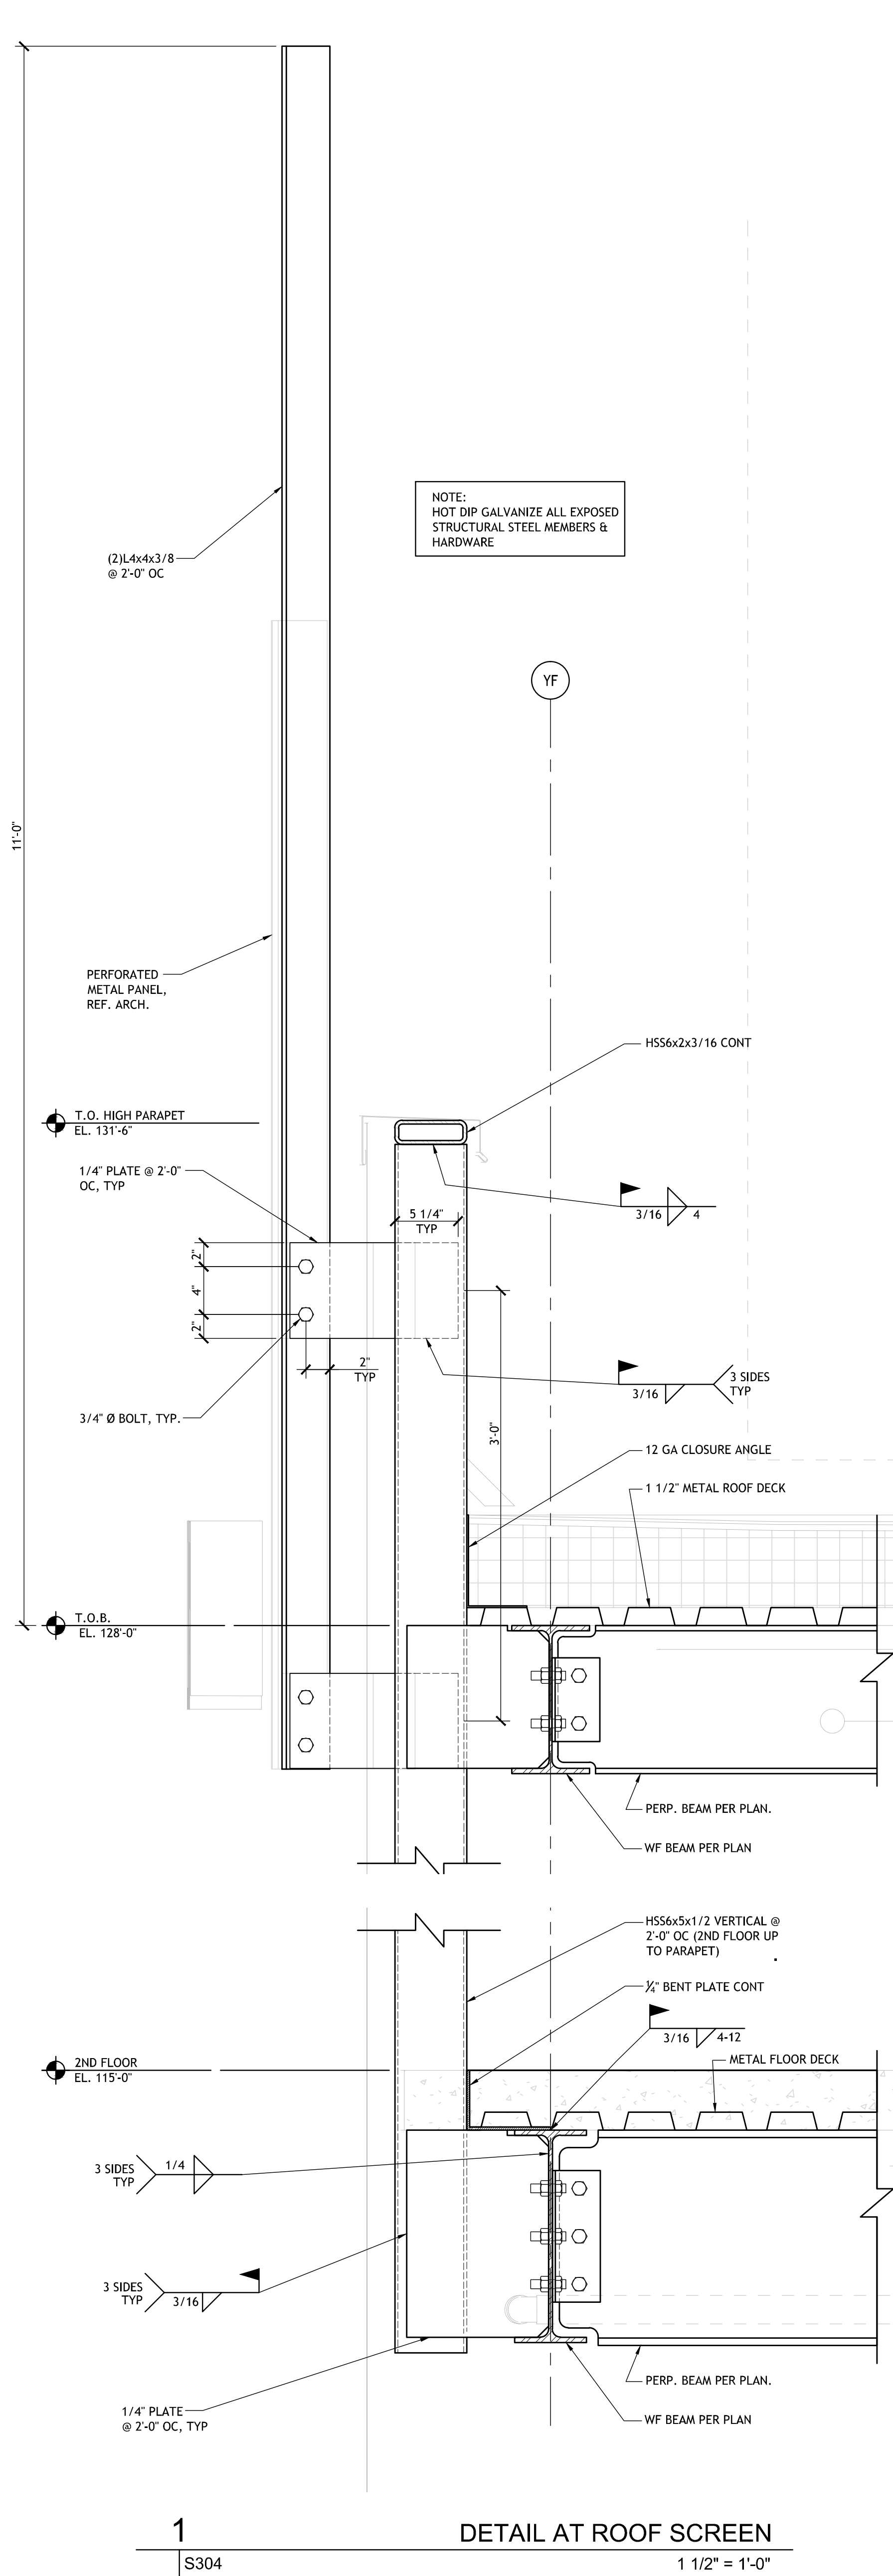 11'-0"
(2)L4x4x3/8
@ 2'-0" OC
NOTE:
HOT DIP GALVANIZE ALL EXPOSED
STRUCTURAL STEEL MEMBERS &
HARDWARE
YF
PERFORATED
METAL PANEL,
REF. ARCH.
HSS6x2x3/16 CONT
T.O. HIGH PARAPET
EL. 131'-6"
1/4" PLATE @ 2'-0"
OC, TYP
5 1/4"
TYP
3/16
4
2"
4"
2"
2"
TYP
3/16
3 SIDES
TYP
3/4" Ø BOLT, TYP.
3'-0"
12 GA CLOSURE ANGLE
1 1/2" METAL ROOF DECK
T.O.B.
EL. 128'-0"
PERP. BEAM PER PLAN.
WF BEAM PER PLAN
HSS6x5x1/2 VERTICAL @
2'-0" OC (2ND FLOOR UP
TO PARAPET)
¼" BENT PLATE CONT
3/16
4-12
METAL FLOOR DECK
2ND FLOOR
EL. 115'-0"
3 SIDES
TYP
1/4
3 SIDES
TYP
3/16
1/4" PLATE
@ 2'-0" OC, TYP
PERP. BEAM PER PLAN.
WF BEAM PER PLAN
1
DETAIL AT ROOF SCREEN
S304
1 1/2" = 1'-0"